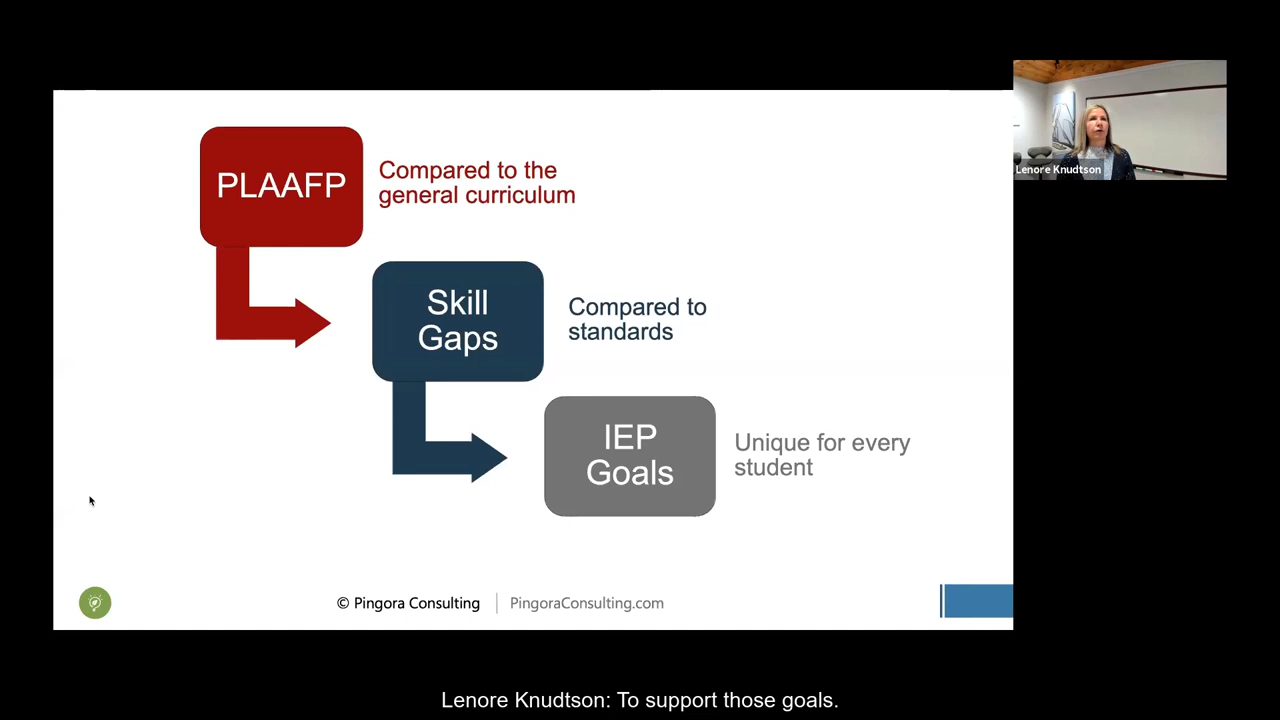 PLAAFP
Compared to the
general curriculum
Skill
Gaps
Compared to
standards
IEP
Goals
Unique for every
student
© Pingora Consulting
PingoraConsulting.com
Lenore Knudtson
Lenore Knudtson: To support those goals.